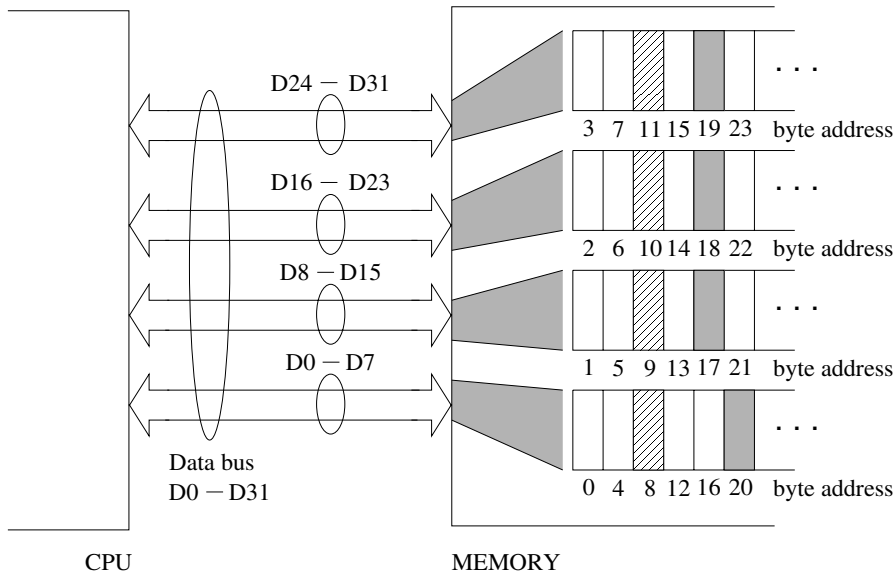 D24 — D31
3 7 11 15 19 23 byte address
. . .
D16 — D23
2 6 10 14 18 22 byte address
. . .
D8 — D15
1 5 9 13 17 21 byte address
. . .
D0 — D7
0 4 8 12 16 20 byte address
. . .
Data bus
D0 — D31
CPU
MEMORY